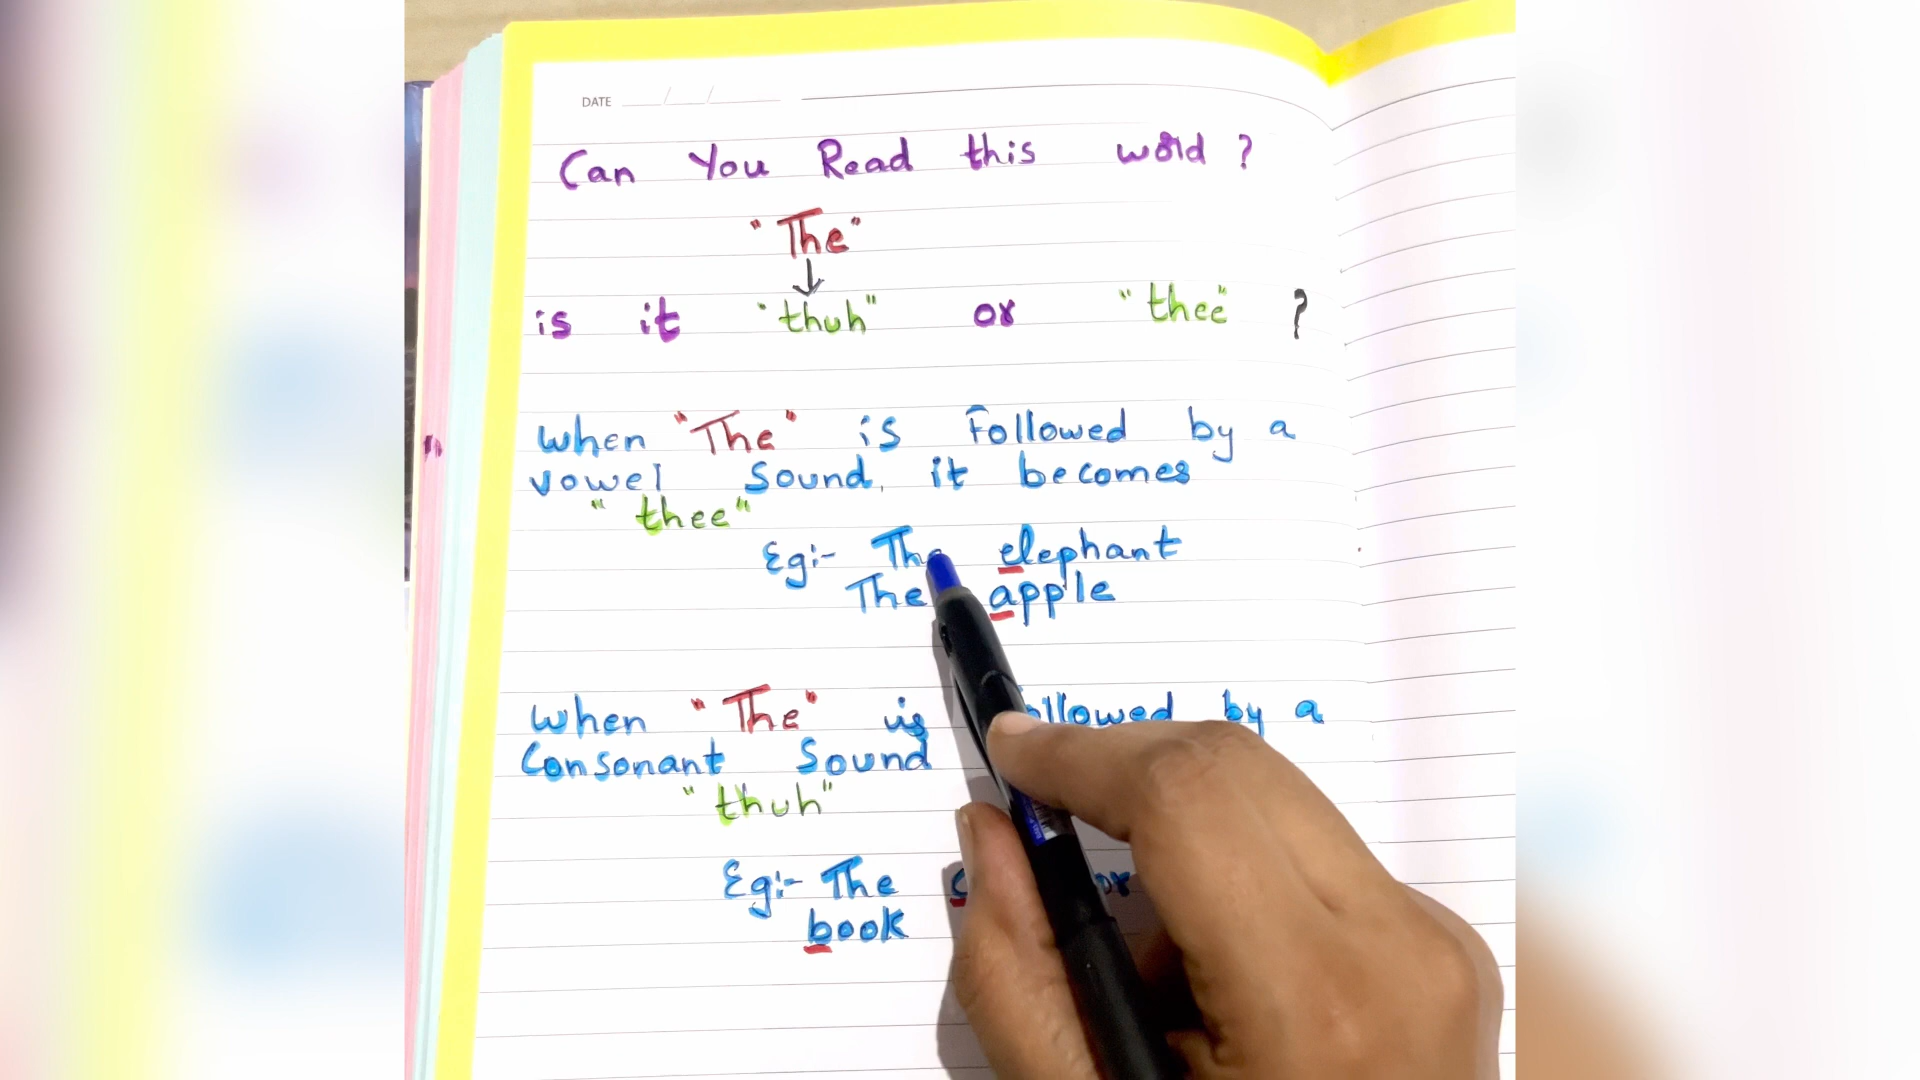 DATE
Can You Read this word ?
"The"
is it "thuh" or "thee" ?
when "The" is Followed by a
vowel Sound, it becomes
"thee"
Eg:- The elephant
The apple
when "The" is by a
Consonant Sound
"thuh"
Eg:- The
book